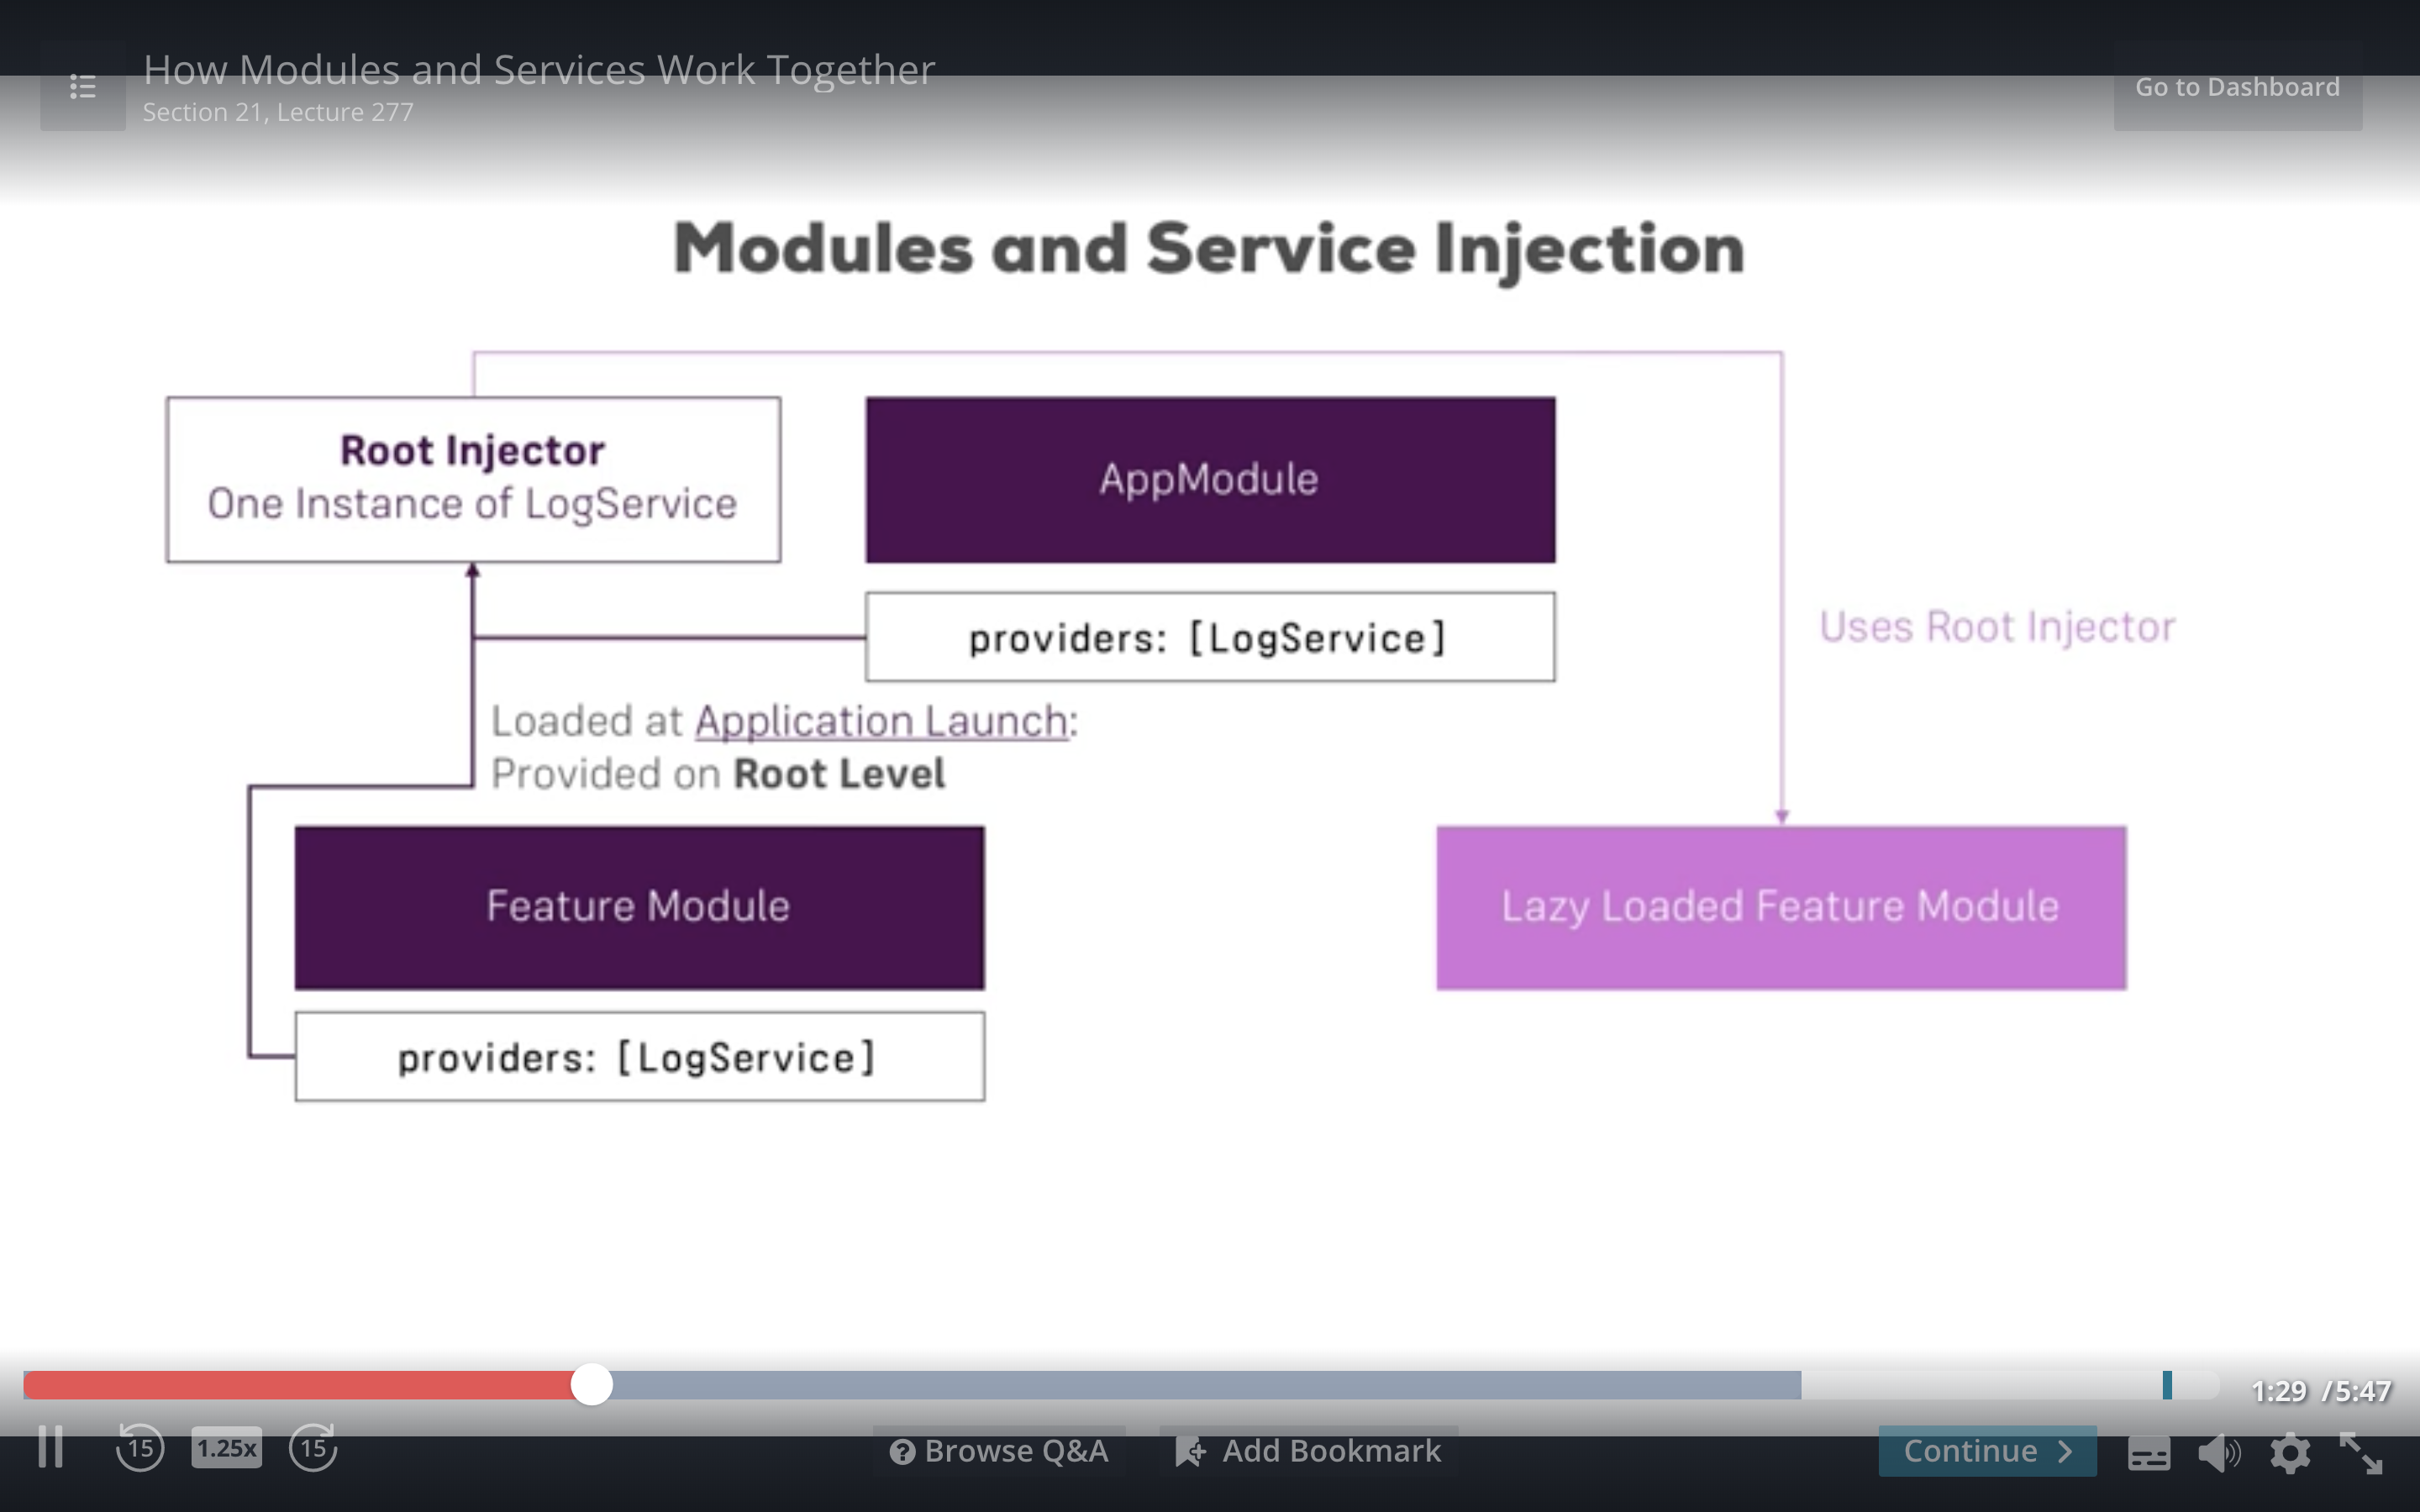 How Modules and Services Work Together
Section 21, Lecture 277
Go to Dashboard
Modules and Service Injection
Root Injector
One Instance of LogService
AppModule
providers: [LogService]
Uses Root Injector
Loaded at Application Launch:
Provided on Root Level
Feature Module
Lazy Loaded Feature Module
providers: [LogService]
1:29 / 5:47
15
1.25x
15
Browse Q&A
Add Bookmark
Continue